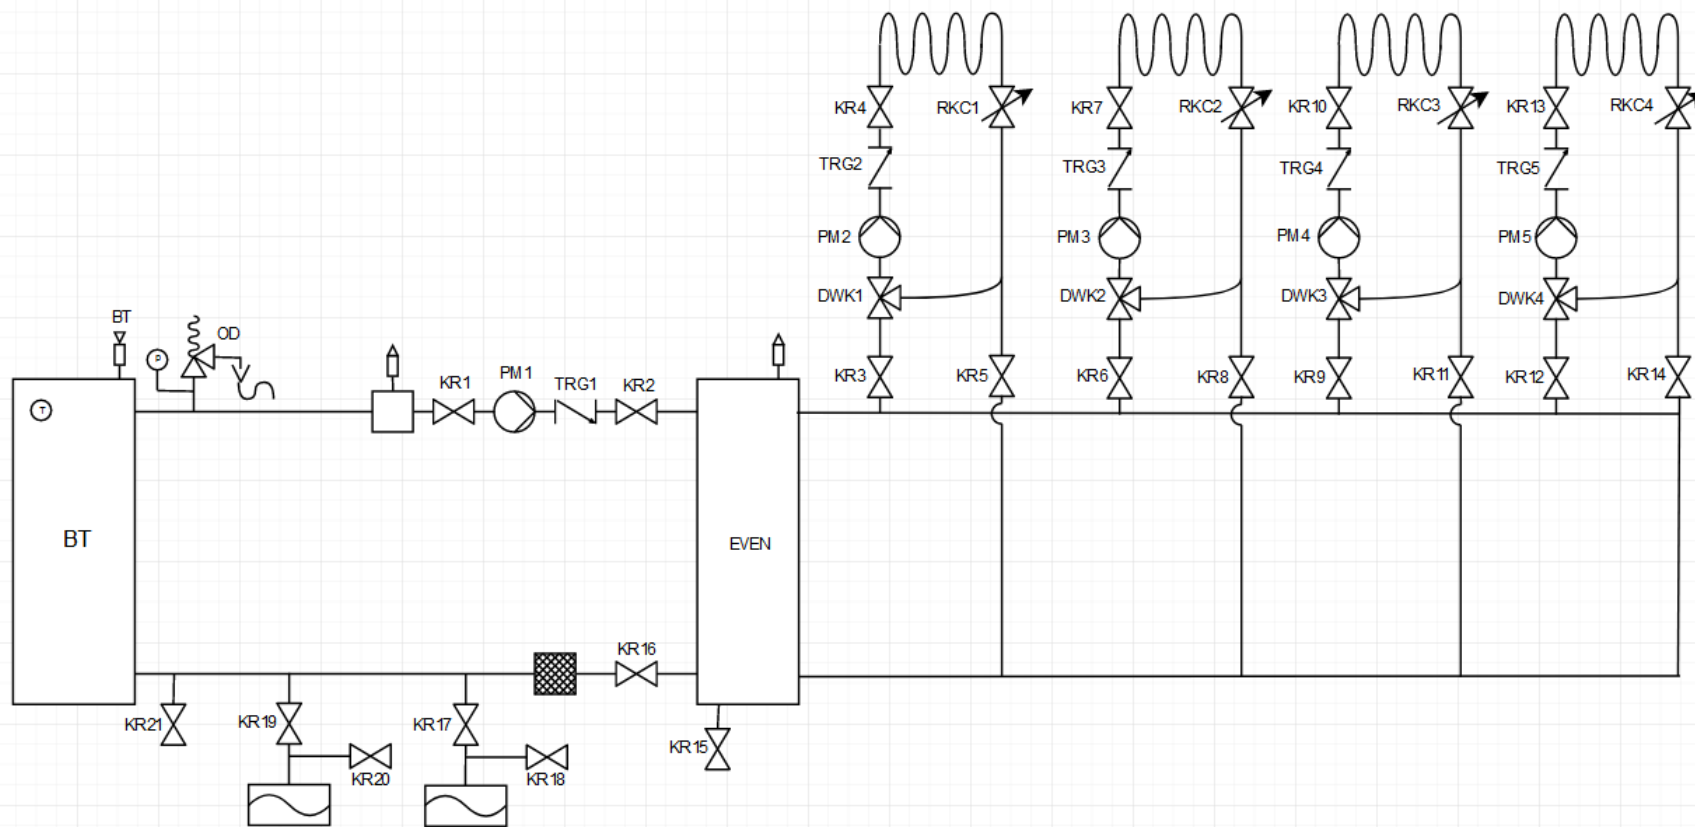 KR4
RKC1
KR7
RKC2
KR10
RKC3
KR13
RKC4
TRG2
TRG3
TRG4
TRG5
PM2
PM3
PM4
PM5
DWK1
DWK2
DWK3
DWK4
BT
OD
P
KR1
PM1
TRG1
KR2
KR3
KR5
KR6
KR8
KR9
KR11
KR12
KR14
T
BT
EVEN
KR16
KR21
KR19
KR17
KR15
KR20
KR18